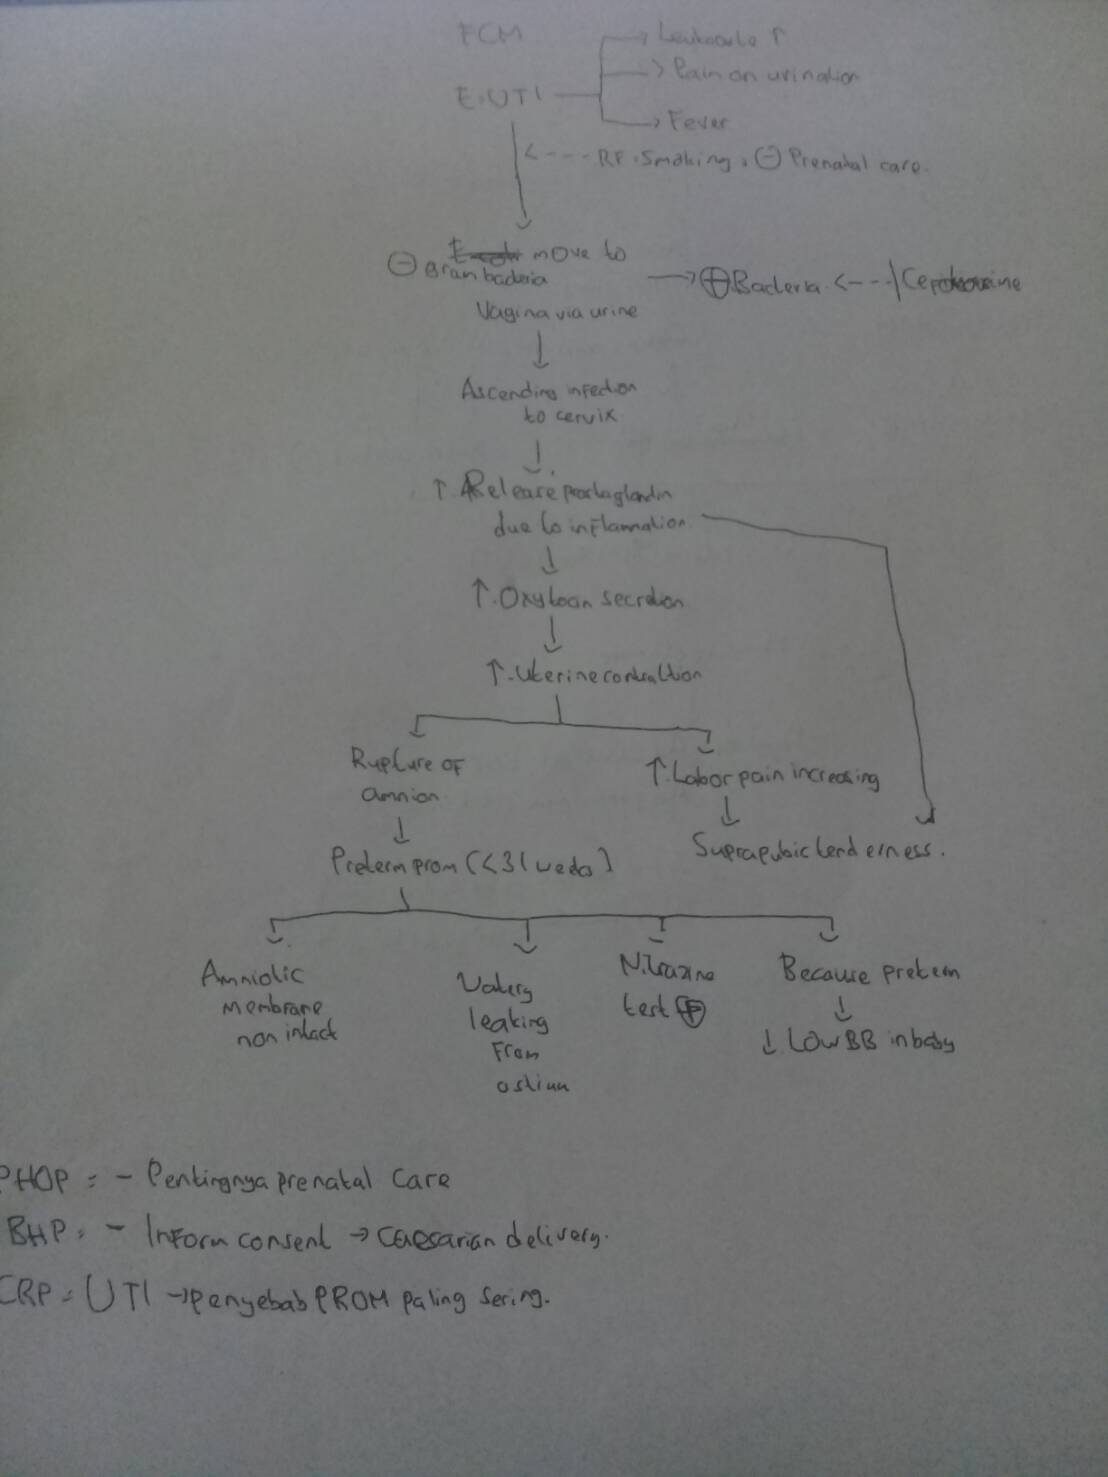 FCM
E: UTI
→ Leukocyte ↑
→ Pain on urination
→ Fever
<--- RF: Smoking, ⊖ Prenatal care.
move to
⊖ Gram bacteria
Vagina via urine
→ ⊕ Bacteria <---|
Ascending infection
to cervix
↑ Release prostaglandin
due to inflammation
↑ Oxytocin secretion
↑ Uterine contraction
Rupture of
amnion
↑ Labor pain increasing
Preterm prom (<31 weeks)
Suprapubic tenderness.
Amniotic
membrane
non intact
Watery
leaking
From
ostium
Nitrazine
test ⊕
Because preterm
↓ Low BB in baby
PHOP = - Pentingnya prenatal care
BHP = - Inform consent → caesarian delivery.
CRP = UTI → penyebab PROM paling sering.